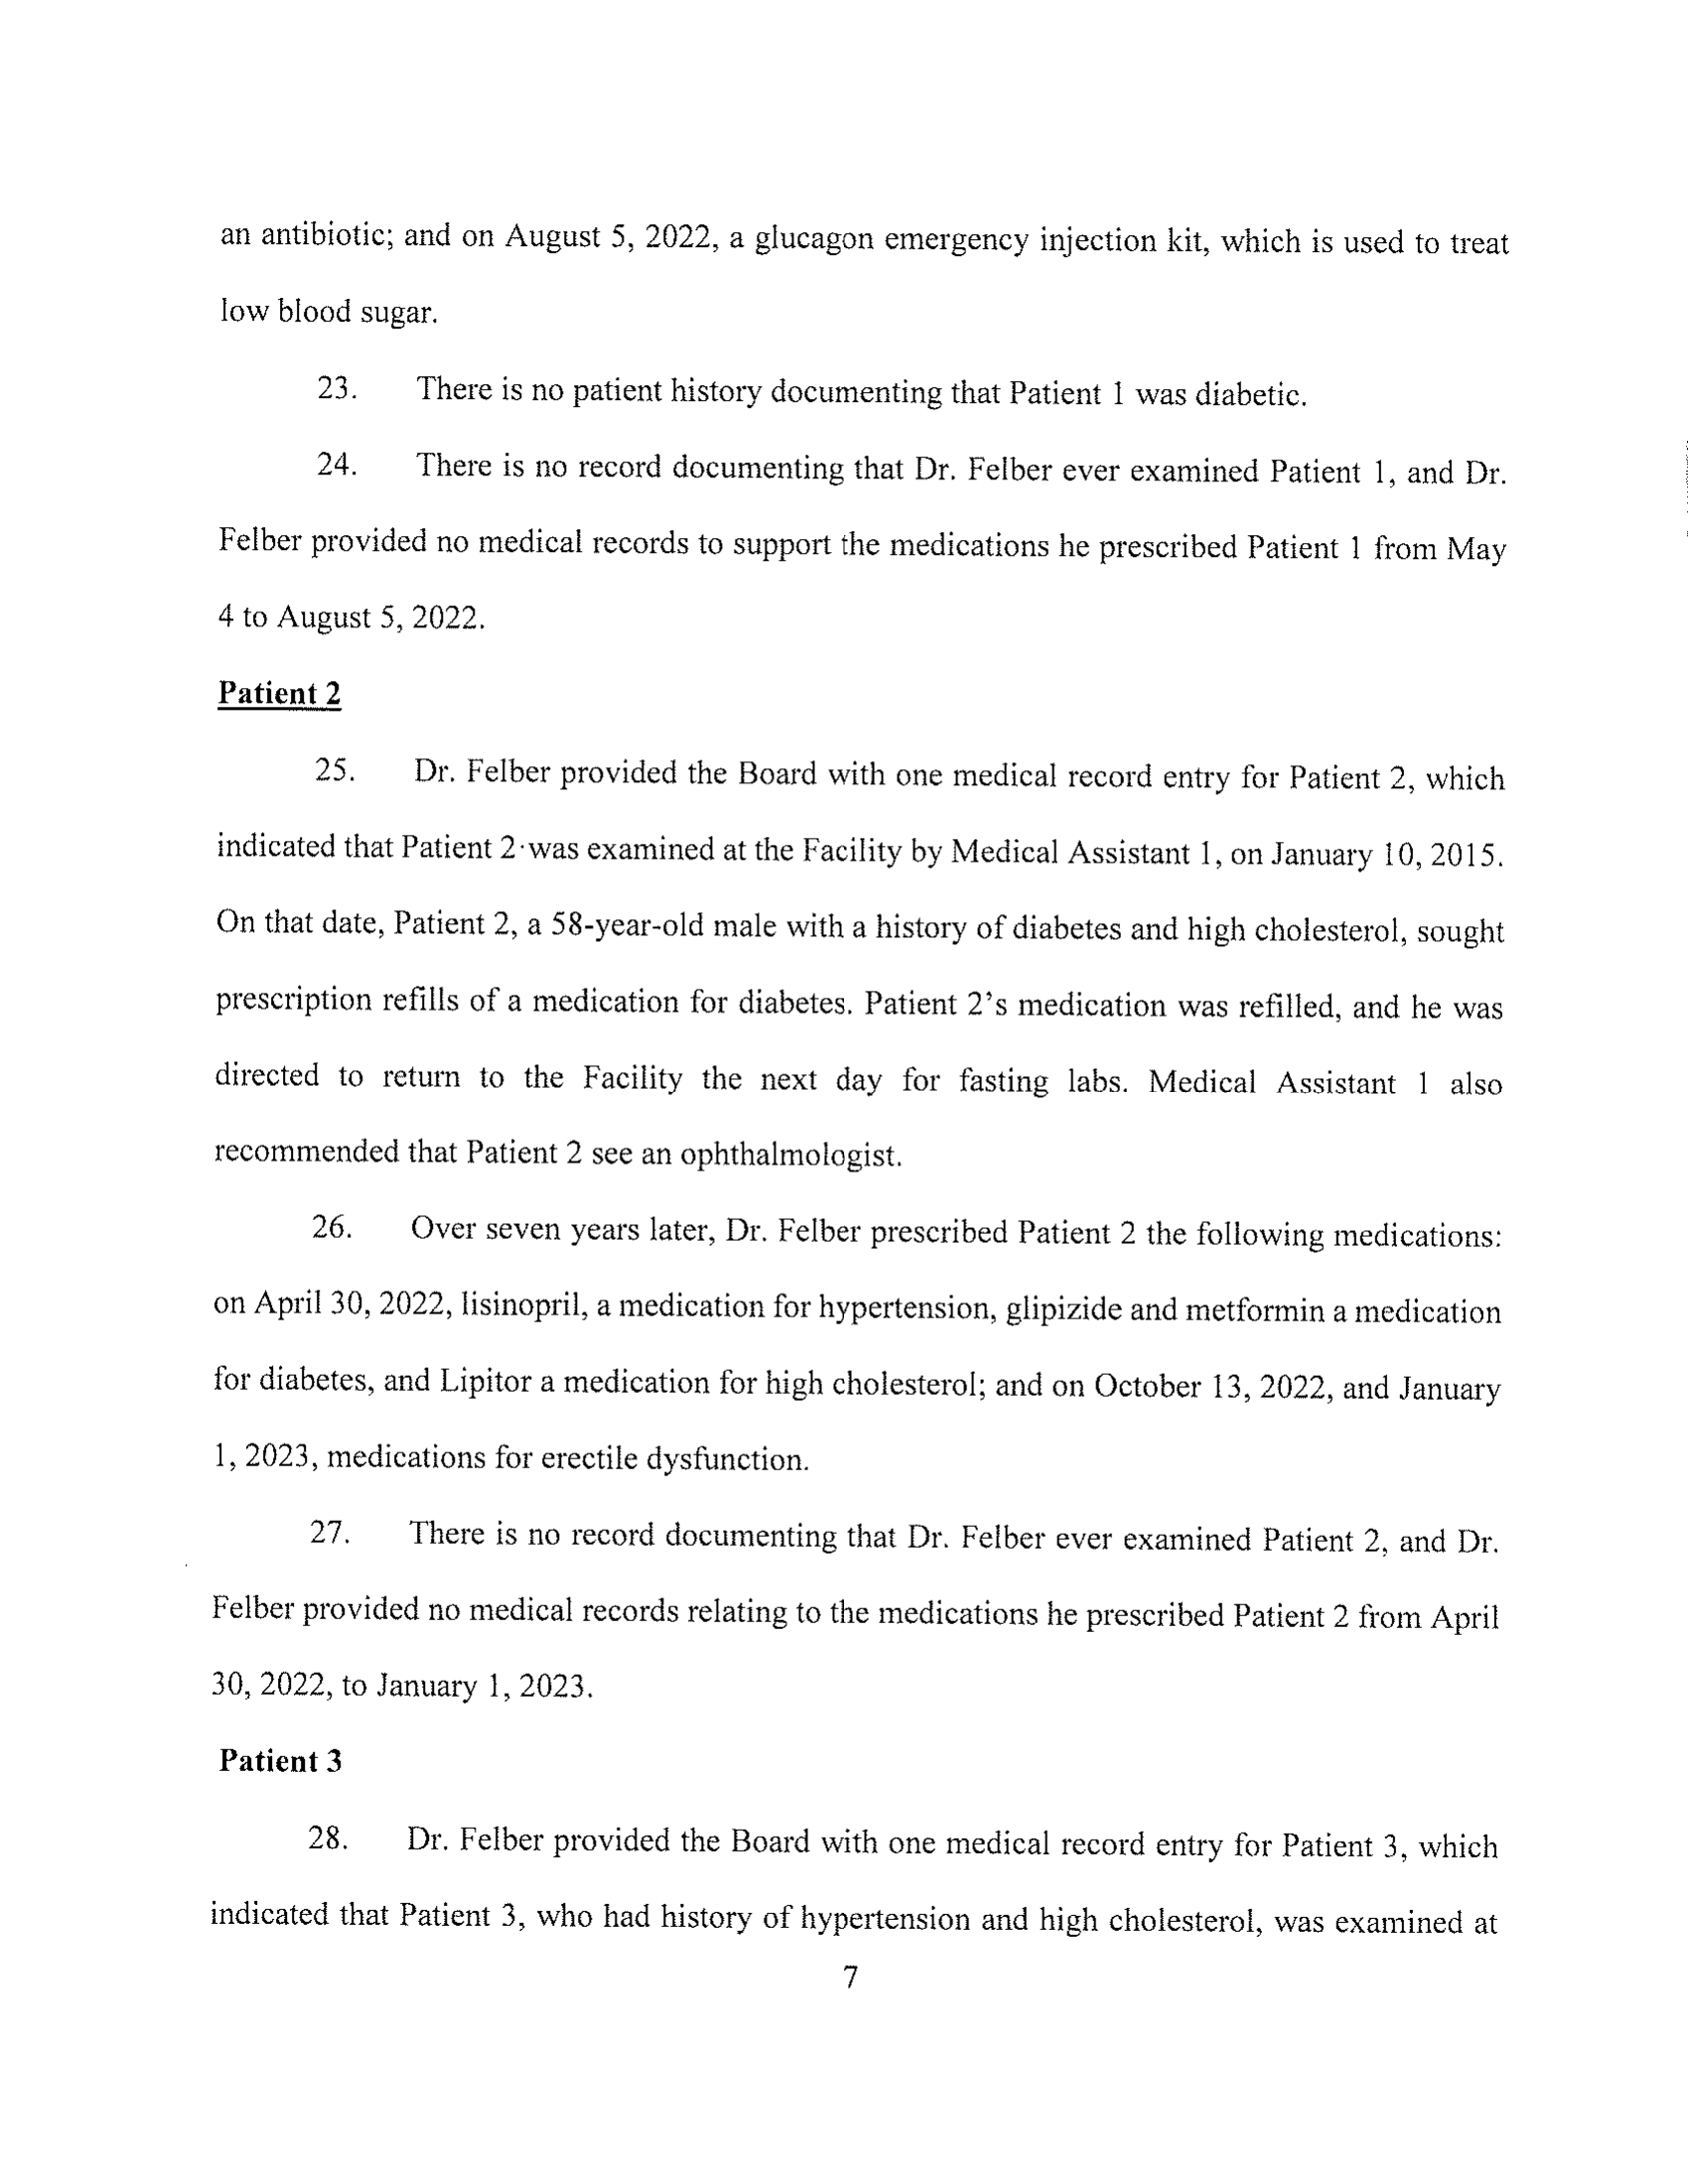 an antibiotic; and on August 5, 2022, a glucagon emergency injection kit, which is used to treat
low blood sugar.
23. There is no patient history documenting that Patient 1 was diabetic.
24. There is no record documenting that Dr. Felber ever examined Patient 1, and Dr.
Felber provided no medical records to support the medications he prescribed Patient 1 from May
4 to August 5, 2022.
Patient 2
25. Dr. Felber provided the Board with one medical record entry for Patient 2, which
indicated that Patient 2 was examined at the Facility by Medical Assistant 1, on January 10, 2015.
On that date, Patient 2, a 58-year-old male with a history of diabetes and high cholesterol, sought
prescription refills of a medication for diabetes. Patient 2’s medication was refilled, and he was
directed to return to the Facility the next day for fasting labs. Medical Assistant 1 also
recommended that Patient 2 see an ophthalmologist.
26. Over seven years later, Dr. Felber prescribed Patient 2 the following medications:
on April 30, 2022, lisinopril, a medication for hypertension, glipizide and metformin a medication
for diabetes, and Lipitor a medication for high cholesterol; and on October 13, 2022, and January
1, 2023, medications for erectile dysfunction.
27. There is no record documenting that Dr. Felber ever examined Patient 2, and Dr.
Felber provided no medical records relating to the medications he prescribed Patient 2 from April
30, 2022, to January 1, 2023.
Patient 3
28. Dr. Felber provided the Board with one medical record entry for Patient 3, which
indicated that Patient 3, who had history of hypertension and high cholesterol, was examined at
7